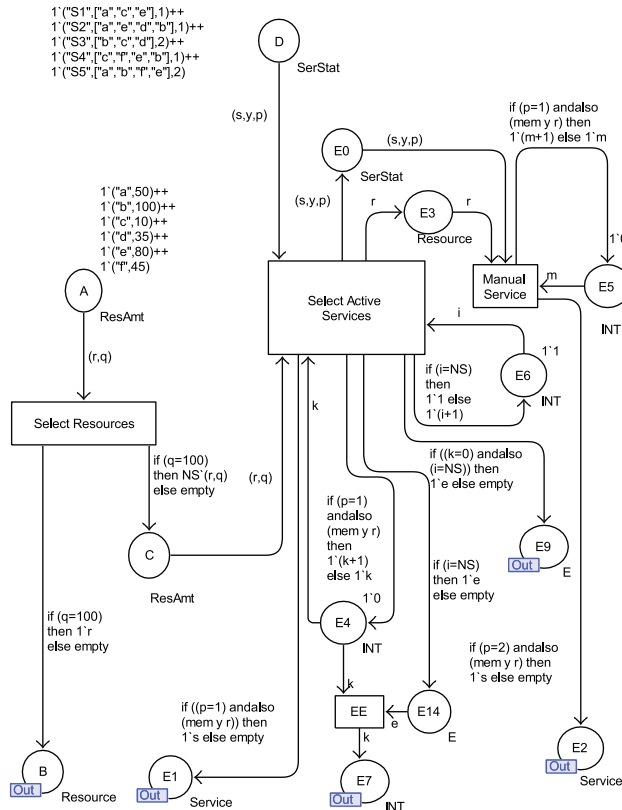 1`("S1",["a","c","e"],1)++
1`("S2",["a","e","d","b"],1)++
1`("S3",["b","c","d"],2)++
1`("S4",["c","f","e","b"],1)++
1`("S5",["a","b","f","e"],2)
D
SerStat
(s,y,p)
E0
SerStat
(s,y,p)
if (p=1) andalso
(mem y r) then
1`(m+1) else 1`m
(s,y,p)
r
E3
r
Resource
1`("a",50)++
1`("b",100)++
1`("c",10)++
1`("d",35)++
1`("e",80)++
1`("f",45)
A
ResAmt
(r,q)
Select Active
Services
Manual
Service
m
1`0
E5
INT
i
1`1
E6
INT
if (i=NS)
then
1`1 else
1`(i+1)
Select Resources
k
if (q=100)
then NS`(r,q)
else empty
(r,q)
C
ResAmt
if ((k=0) andalso
(i=NS)) then
1`e else empty
E9
Out
E
if (p=1)
andalso
(mem y r)
then
1`(k+1)
else 1`k
1`0
E4
INT
if (i=NS)
then 1`e
else empty
if (q=100)
then 1`r
else empty
if (p=2) andalso
(mem y r) then
1`s else empty
k
EE
e
E14
E
k
if ((p=1) andalso
(mem y r)) then
1`s else empty
B
Out
Resource
E1
Out
Service
E7
Out
INT
E2
Out
Service